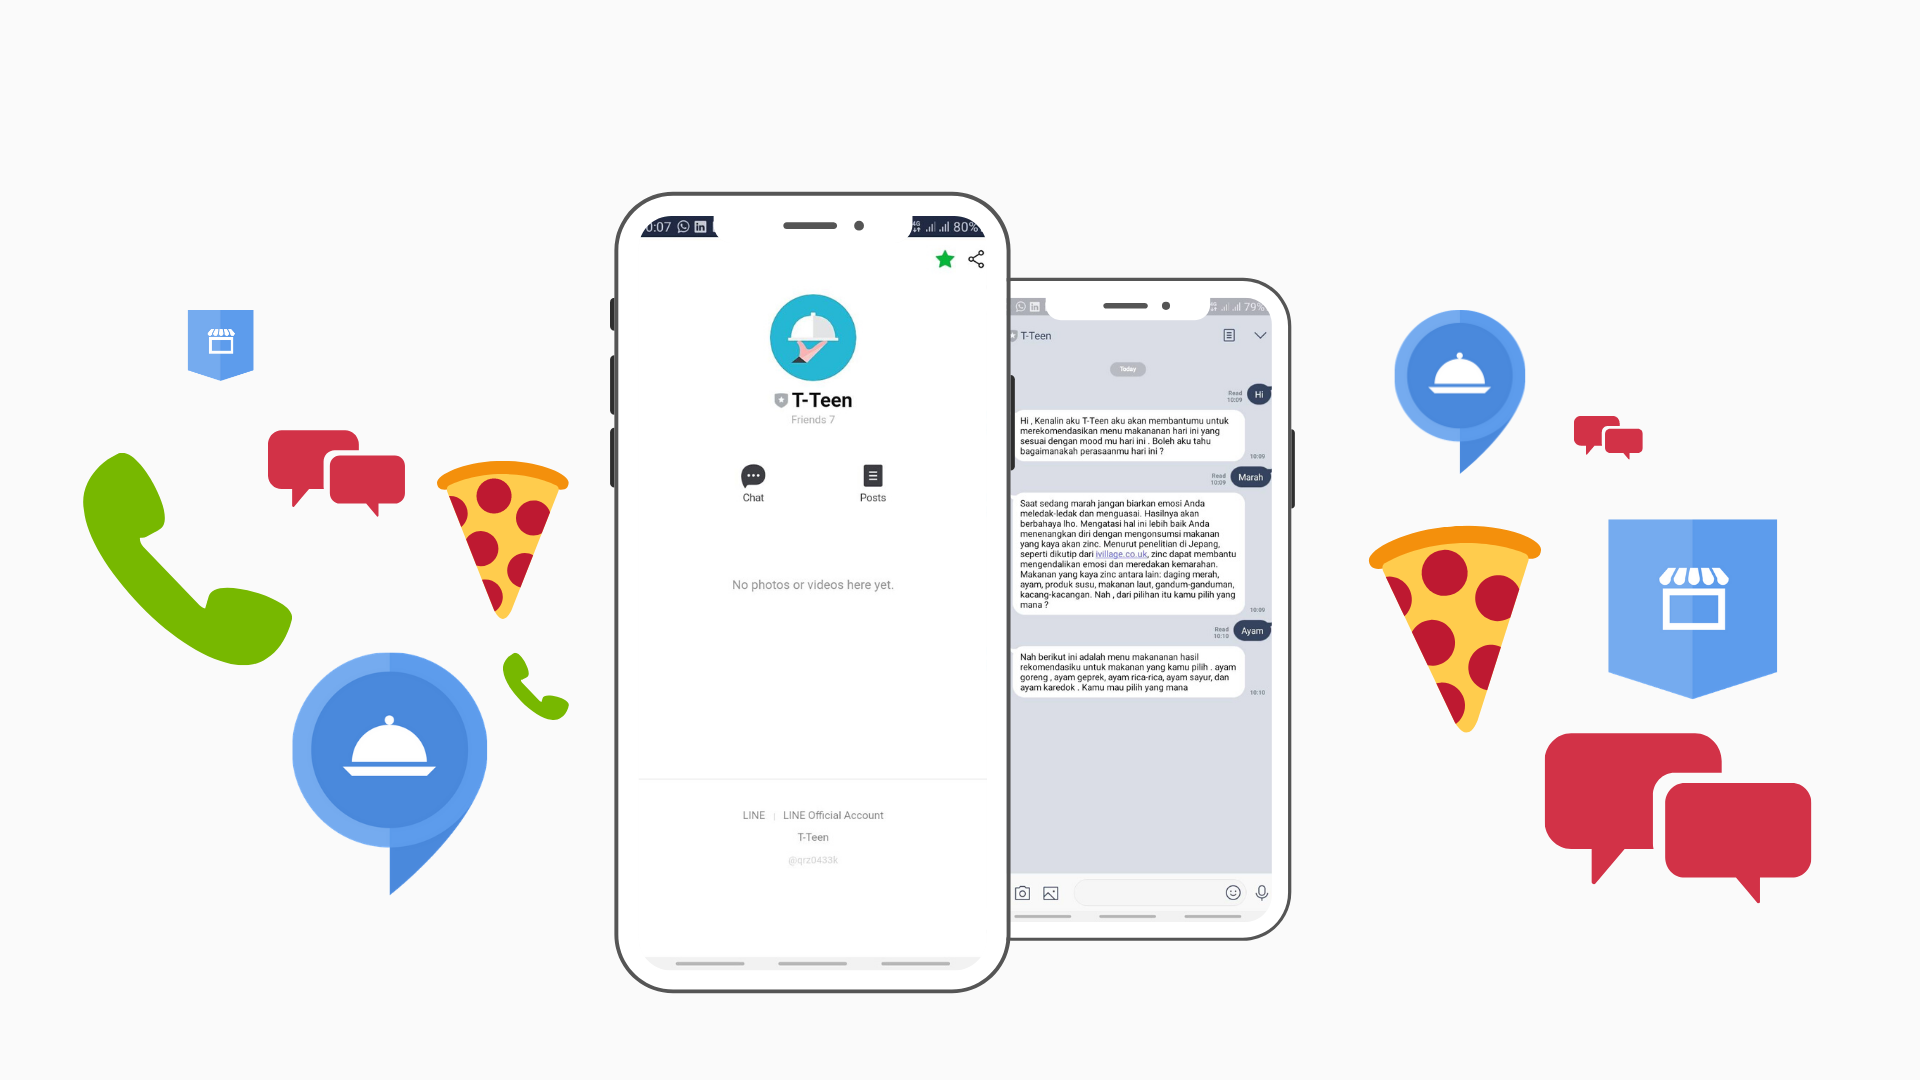 0:07
80%
T-Teen
Friends 7
Chat
Posts
No photos or videos here yet.
LINE | LINE Official Account
T-Teen
@qrz0433k
79%
T-Teen
Today
Read
10:09
Hi
Hi , Kenalin aku T-Teen aku akan membantumu untuk
merekomendasikan menu makananan hari ini yang
sesuai dengan mood mu hari ini . Boleh aku tahu
bagaimanakah perasaanmu hari ini ?
10:09
Read
10:09
Marah
Saat sedang marah jangan biarkan emosi Anda
meledak-ledak dan menguasai. Hasilnya akan
berbahaya lho. Mengatasi hal ini lebih baik Anda
menenangkan diri dengan mengonsumsi makanan
yang kaya akan zinc. Menurut penelitian di Jepang,
seperti dikutip dari ivillage.co.uk, zinc dapat membantu
mengendalikan emosi dan meredakan kemarahan.
Makanan yang kaya zinc antara lain: daging merah,
ayam, produk susu, makanan laut, gandum-ganduman,
kacang-kacangan. Nah , dari pilihan itu kamu pilih yang
mana ?
10:09
Read
10:10
Ayam
Nah berikut ini adalah menu makananan hasil
rekomendasiku untuk makanan yang kamu pilih . ayam
goreng , ayam geprek, ayam rica-rica, ayam sayur, dan
ayam karedok . Kamu mau pilih yang mana
10:10